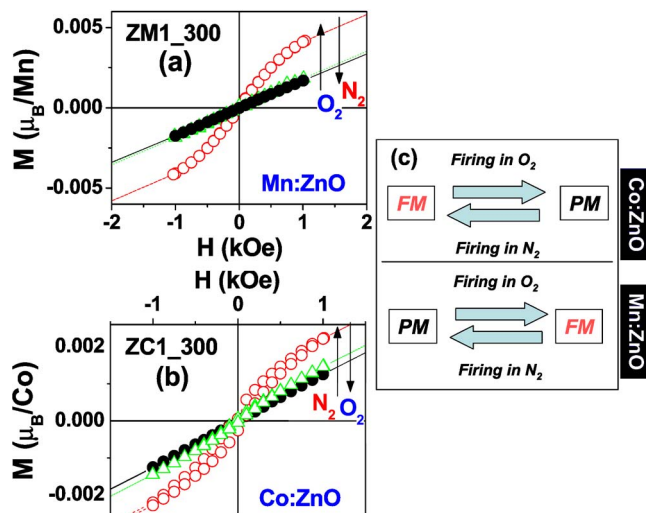 ZM1_300
(a)
0.005
0.000
-0.005
M (μB/Mn)
O2
N2
Mn:ZnO
-2 -1 0 1 2
H (kOe)
H (kOe)
-1 0 1
ZC1_300
(b)
0.002
0.000
-0.002
M (μB/Co)
N2 O2
Co:ZnO
(c)
Firing in O2
FM PM
Firing in N2
Co:ZnO
Firing in O2
PM FM
Firing in N2
Mn:ZnO